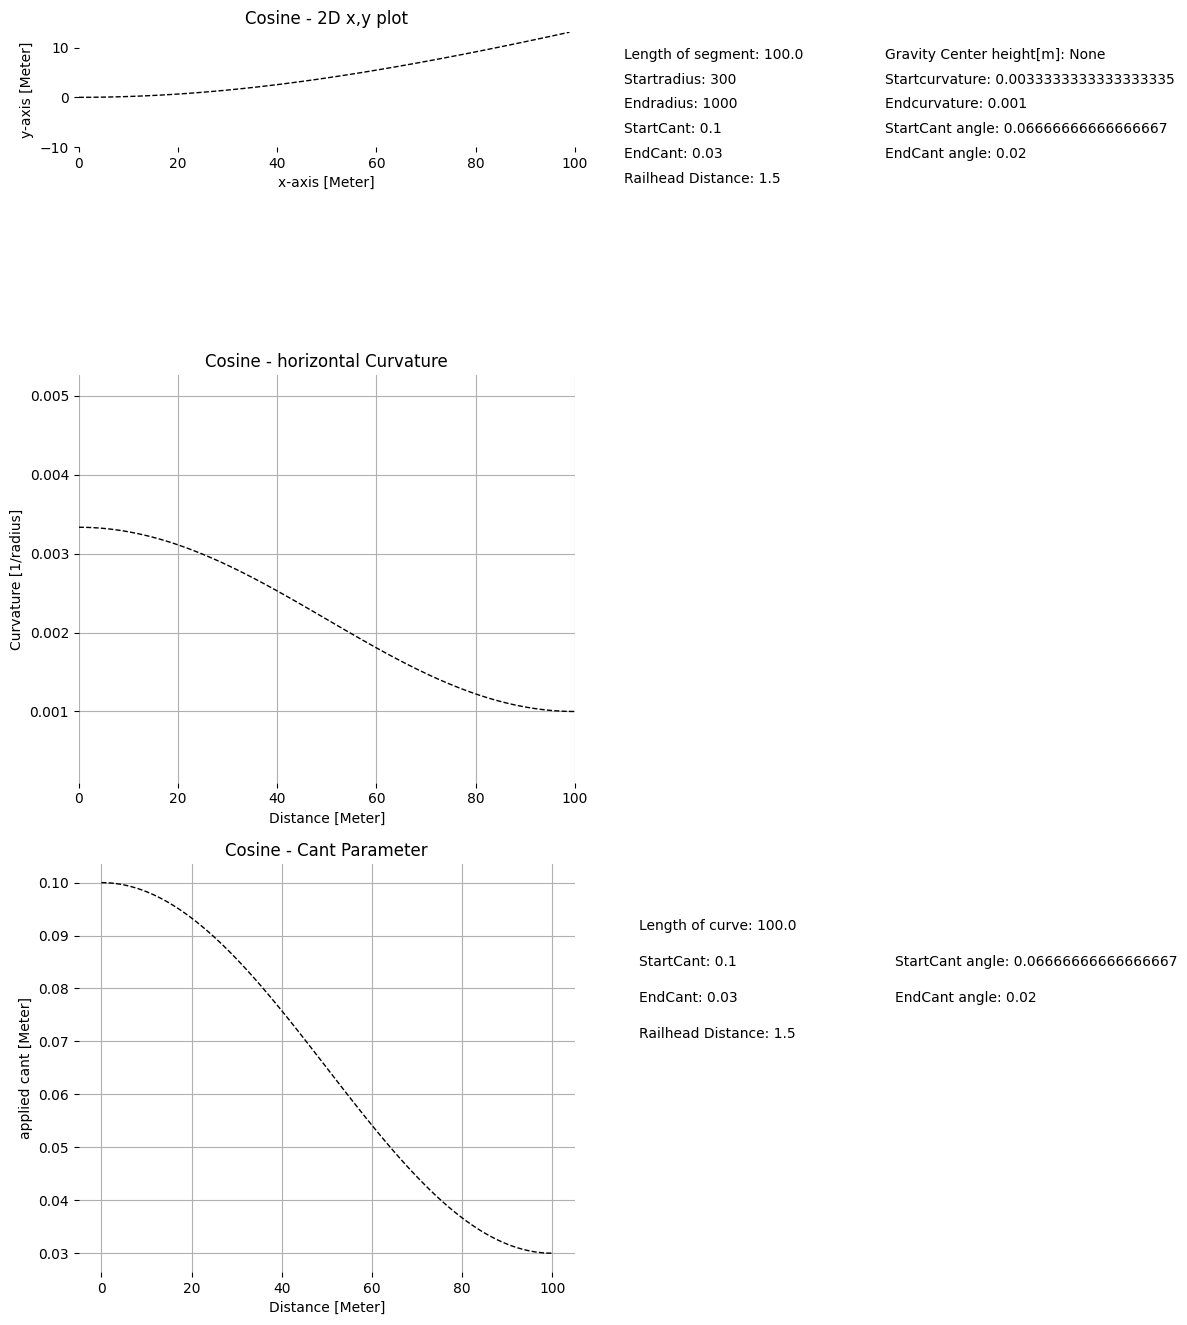 Cosine - 2D x,y plot
y-axis [Meter]
10
0
−10
0 20 40 60 80 100
x-axis [Meter]
Length of segment: 100.0
Startradius: 300
Endradius: 1000
StartCant: 0.1
EndCant: 0.03
Railhead Distance: 1.5
Gravity Center height[m]: None
Startcurvature: 0.0033333333333333335
Endcurvature: 0.001
StartCant angle: 0.06666666666666667
EndCant angle: 0.02
Cosine - horizontal Curvature
Curvature [1/radius]
0.005
0.004
0.003
0.002
0.001
0 20 40 60 80 100
Distance [Meter]
Cosine - Cant Parameter
applied cant [Meter]
0.10
0.09
0.08
0.07
0.06
0.05
0.04
0.03
0 20 40 60 80 100
Distance [Meter]
Length of curve: 100.0
StartCant: 0.1
EndCant: 0.03
Railhead Distance: 1.5
StartCant angle: 0.06666666666666667
EndCant angle: 0.02